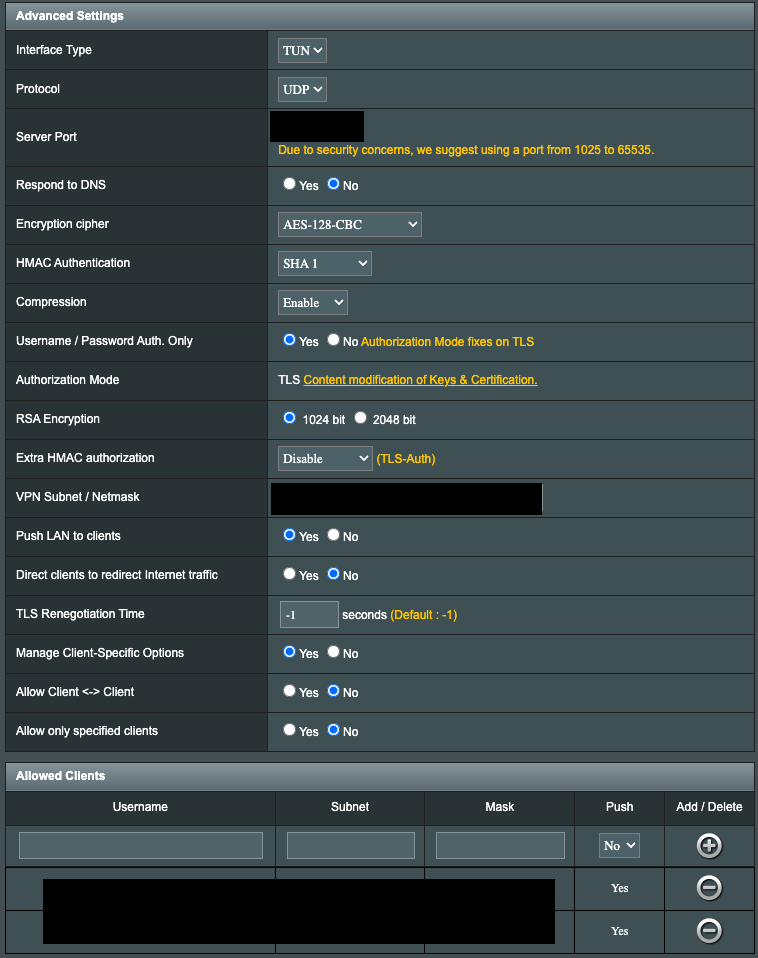 Advanced Settings
Interface Type TUN
Protocol UDP
Server Port
Due to security concerns, we suggest using a port from 1025 to 65535.
Respond to DNS Yes No
Encryption cipher AES-128-CBC
HMAC Authentication SHA 1
Compression Enable
Username / Password Auth. Only Yes No Authorization Mode fixes on TLS
Authorization Mode TLS Content modification of Keys & Certification.
RSA Encryption 1024 bit 2048 bit
Extra HMAC authorization Disable (TLS-Auth)
VPN Subnet / Netmask
Push LAN to clients Yes No
Direct clients to redirect Internet traffic Yes No
TLS Renegotiation Time -1 seconds (Default : -1)
Manage Client-Specific Options Yes No
Allow Client <-> Client Yes No
Allow only specified clients Yes No
Allowed Clients
Username Subnet Mask Push Add / Delete
No
Yes
Yes